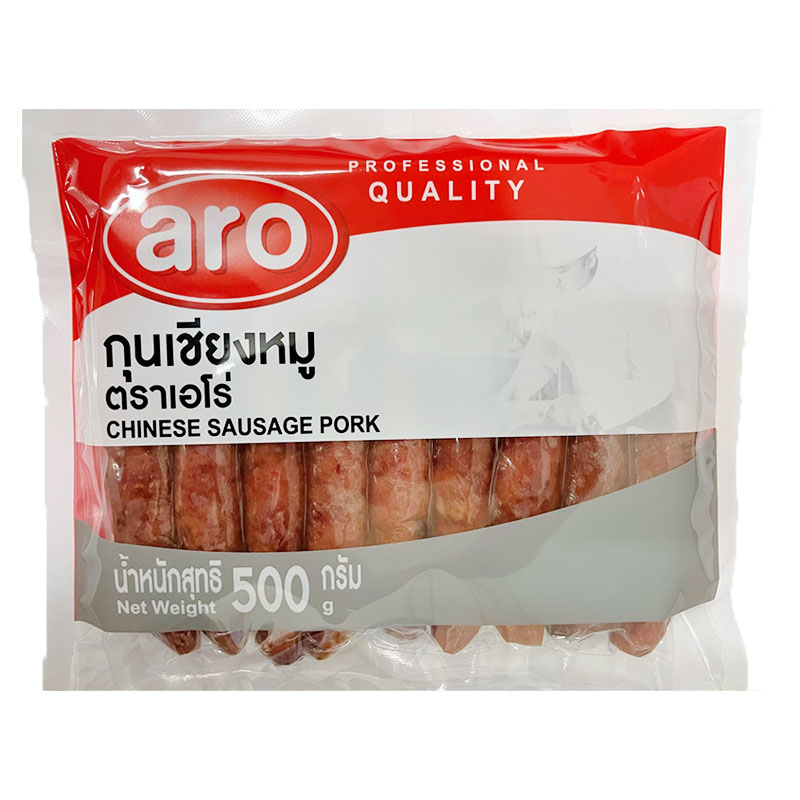 PROFESSIONAL
QUALITY
aro
กุนเชียงหมู
ตราเอโร่
CHINESE SAUSAGE PORK
น้ำหนักสุทธิ 500 กรัม
Net Weight g